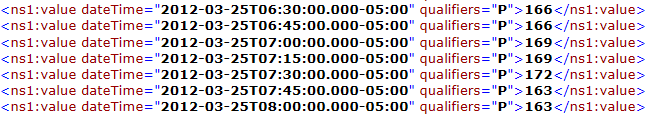 <ns1:value dateTime="2012-03-25T06:30:00.000-05:00" qualifiers="P">166</ns1:value>
<ns1:value dateTime="2012-03-25T06:45:00.000-05:00" qualifiers="P">166</ns1:value>
<ns1:value dateTime="2012-03-25T07:00:00.000-05:00" qualifiers="P">169</ns1:value>
<ns1:value dateTime="2012-03-25T07:15:00.000-05:00" qualifiers="P">169</ns1:value>
<ns1:value dateTime="2012-03-25T07:30:00.000-05:00" qualifiers="P">172</ns1:value>
<ns1:value dateTime="2012-03-25T07:45:00.000-05:00" qualifiers="P">163</ns1:value>
<ns1:value dateTime="2012-03-25T08:00:00.000-05:00" qualifiers="P">163</ns1:value>